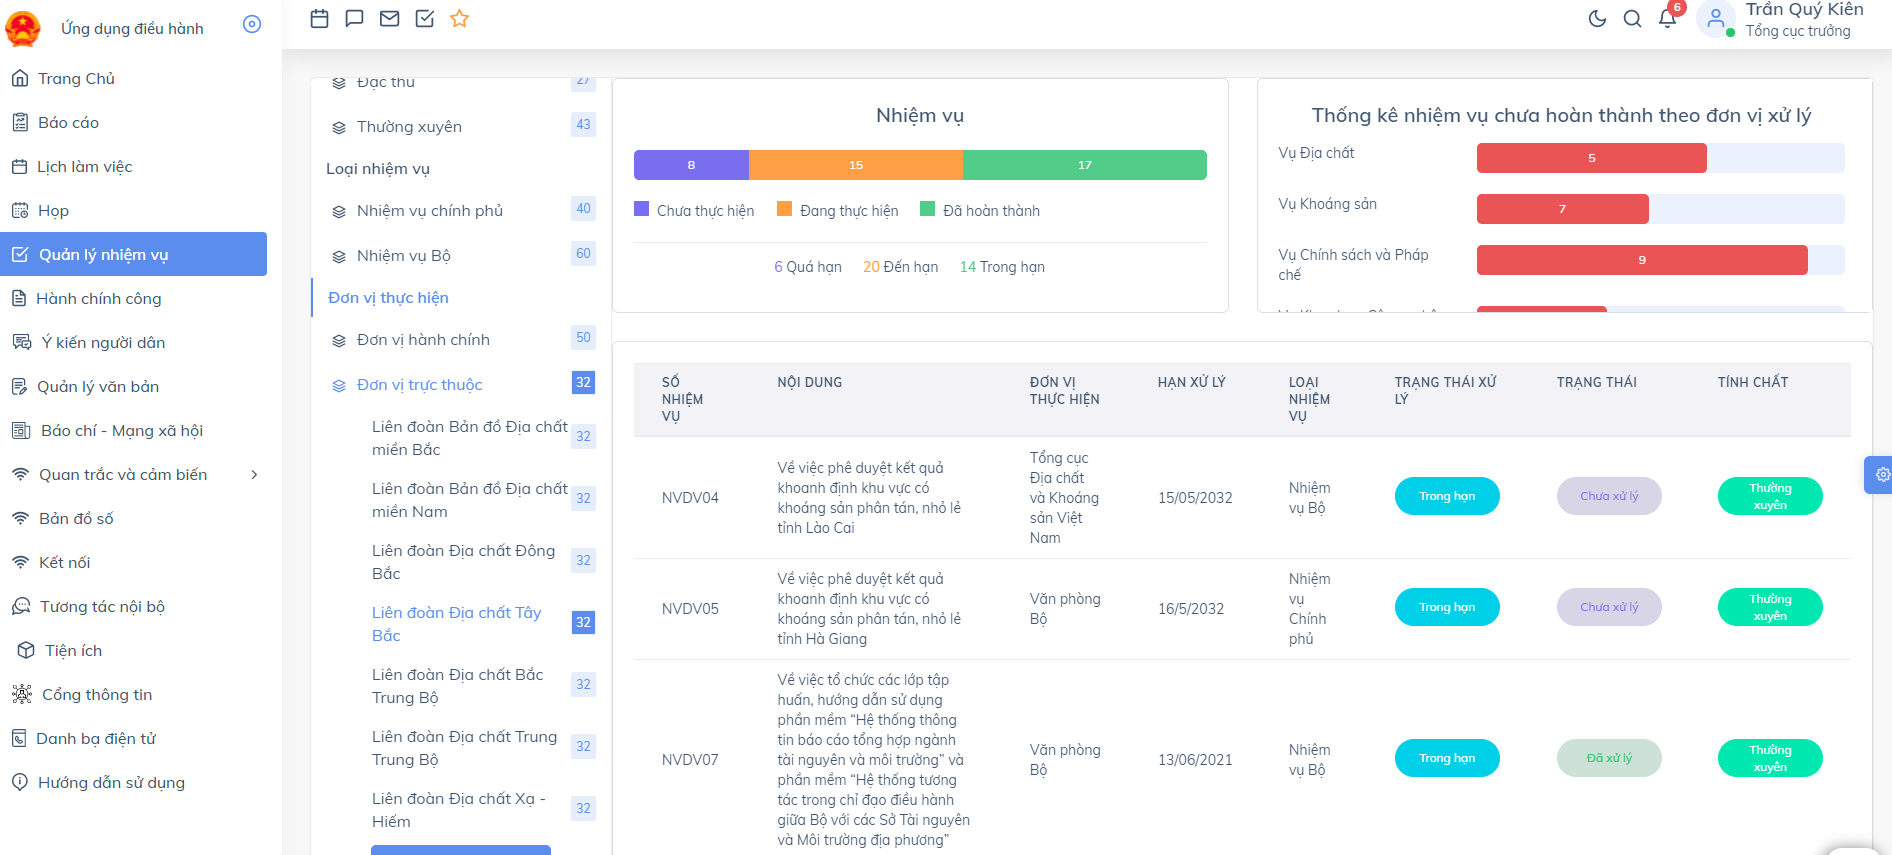 Ứng dụng điều hành
Trang Chủ
Báo cáo
Lịch làm việc
Họp
Quản lý nhiệm vụ
Hành chính công
Ý kiến người dân
Quản lý văn bản
Báo chí - Mạng xã hội
Quan trắc và cảm biến
Bản đồ số
Kết nối
Tương tác nội bộ
Tiện ích
Cổng thông tin
Danh bạ điện tử
Hướng dẫn sử dụng
6
Trần Quý Kiên
Tổng cục trưởng
Đặc thù 27
Thường xuyên 43
Loại nhiệm vụ
Nhiệm vụ chính phủ 40
Nhiệm vụ Bộ 60
Đơn vị thực hiện
Đơn vị hành chính 50
Đơn vị trực thuộc 32
Liên đoàn Bản đồ Địa chất
miền Bắc 32
Liên đoàn Bản đồ Địa chất
miền Nam 32
Liên đoàn Địa chất Đông
Bắc 32
Liên đoàn Địa chất Tây
Bắc 32
Liên đoàn Địa chất Bắc
Trung Bộ 32
Liên đoàn Địa chất Trung
Trung Bộ 32
Liên đoàn Địa chất Xạ -
Hiếm 32
Nhiệm vụ
8 15 17
Chưa thực hiện Đang thực hiện Đã hoàn thành
6 Quá hạn 20 Đến hạn 14 Trong hạn
Thống kê nhiệm vụ chưa hoàn thành theo đơn vị xử lý
Vụ Địa chất 5
Vụ Khoáng sản 7
Vụ Chính sách và Pháp
chế 9
SỐ
NHIỆM
VỤ
NỘI DUNG
ĐƠN VỊ
THỰC HIỆN
HẠN XỬ LÝ
LOẠI
NHIỆM
VỤ
TRẠNG THÁI XỬ
LÝ
TRẠNG THÁI
TÍNH CHẤT
NVDV04
Về việc phê duyệt kết quả
khoanh định khu vực có
khoáng sản phân tán, nhỏ lẻ
tỉnh Lào Cai
Tổng cục
Địa chất
và Khoáng
sản Việt
Nam
15/05/2032
Nhiệm
vụ Bộ
Trong hạn
Chưa xử lý
Thường
xuyên
NVDV05
Về việc phê duyệt kết quả
khoanh định khu vực có
khoáng sản phân tán, nhỏ lẻ
tỉnh Hà Giang
Văn phòng
Bộ
16/5/2032
Nhiệm
vụ
Chính
phủ
Trong hạn
Chưa xử lý
Thường
xuyên
NVDV07
Về việc tổ chức các lớp tập
huấn, hướng dẫn sử dụng
phần mềm “Hệ thống thông
tin báo cáo tổng hợp ngành
tài nguyên và môi trường” và
phần mềm “Hệ thống tương
tác trong chỉ đạo điều hành
giữa Bộ với các Sở Tài nguyên
và Môi trường địa phương”
Văn phòng
Bộ
13/06/2021
Nhiệm
vụ Bộ
Trong hạn
Đã xử lý
Thường
xuyên